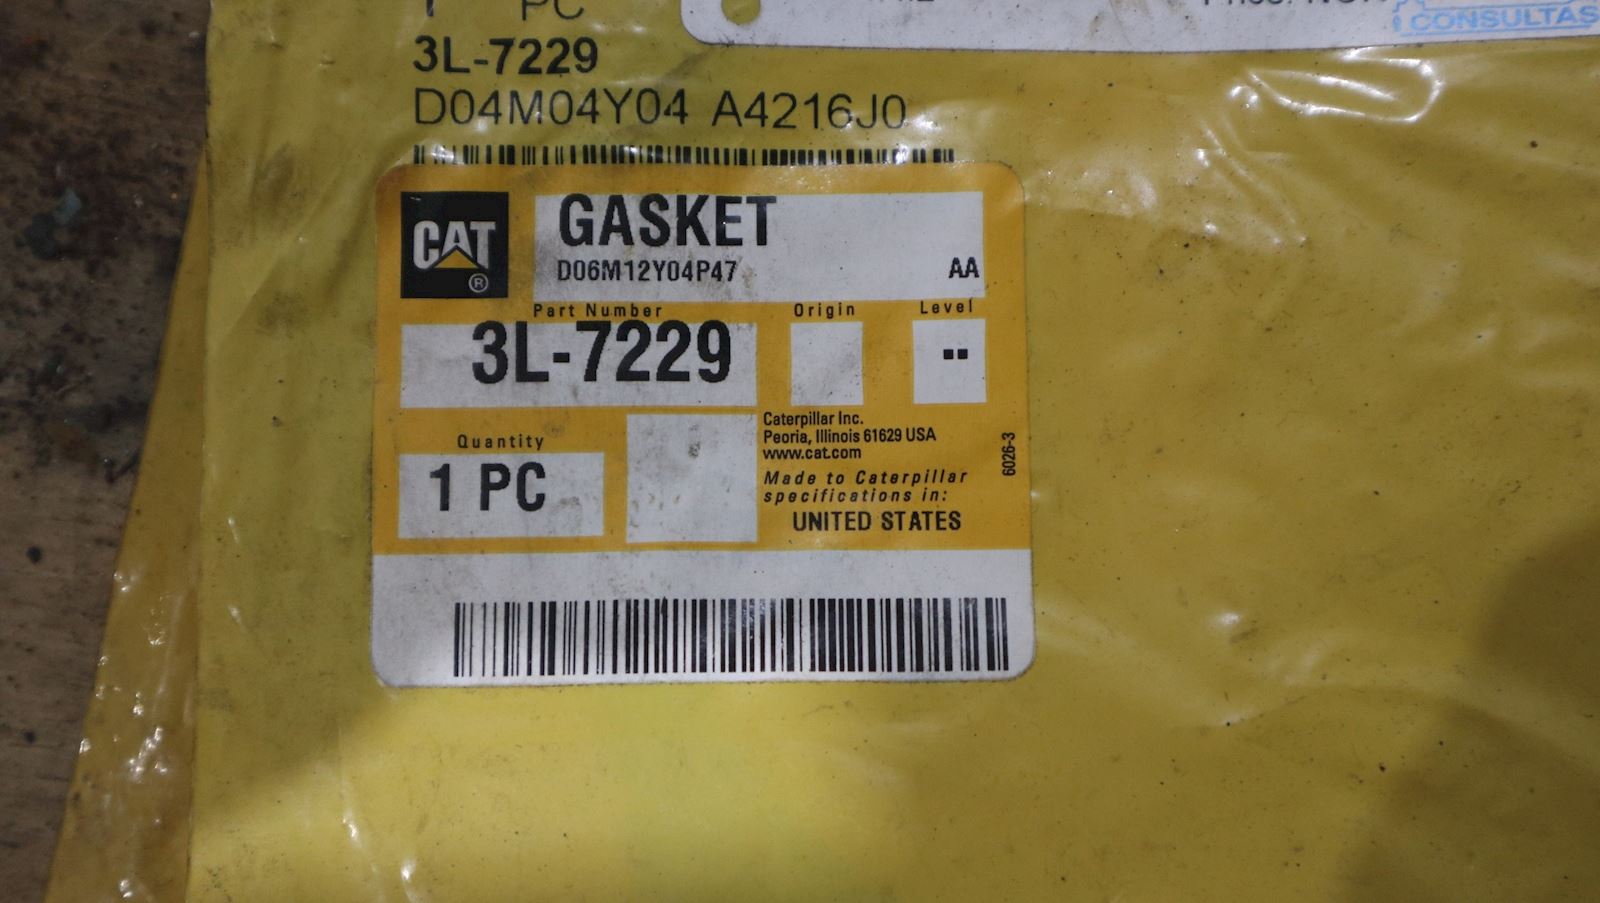 1 PC
CONSULTAS
3L-7229
D04M04Y04 A4216J0
CAT
®
GASKET
D06M12Y04P47
AA
Part Number
Origin
Level
3L-7229
--
Quantity
1 PC
Caterpillar Inc.
Peoria, Illinois 61629 USA
www.cat.com
Made to Caterpillar
specifications in:
UNITED STATES
6026-3